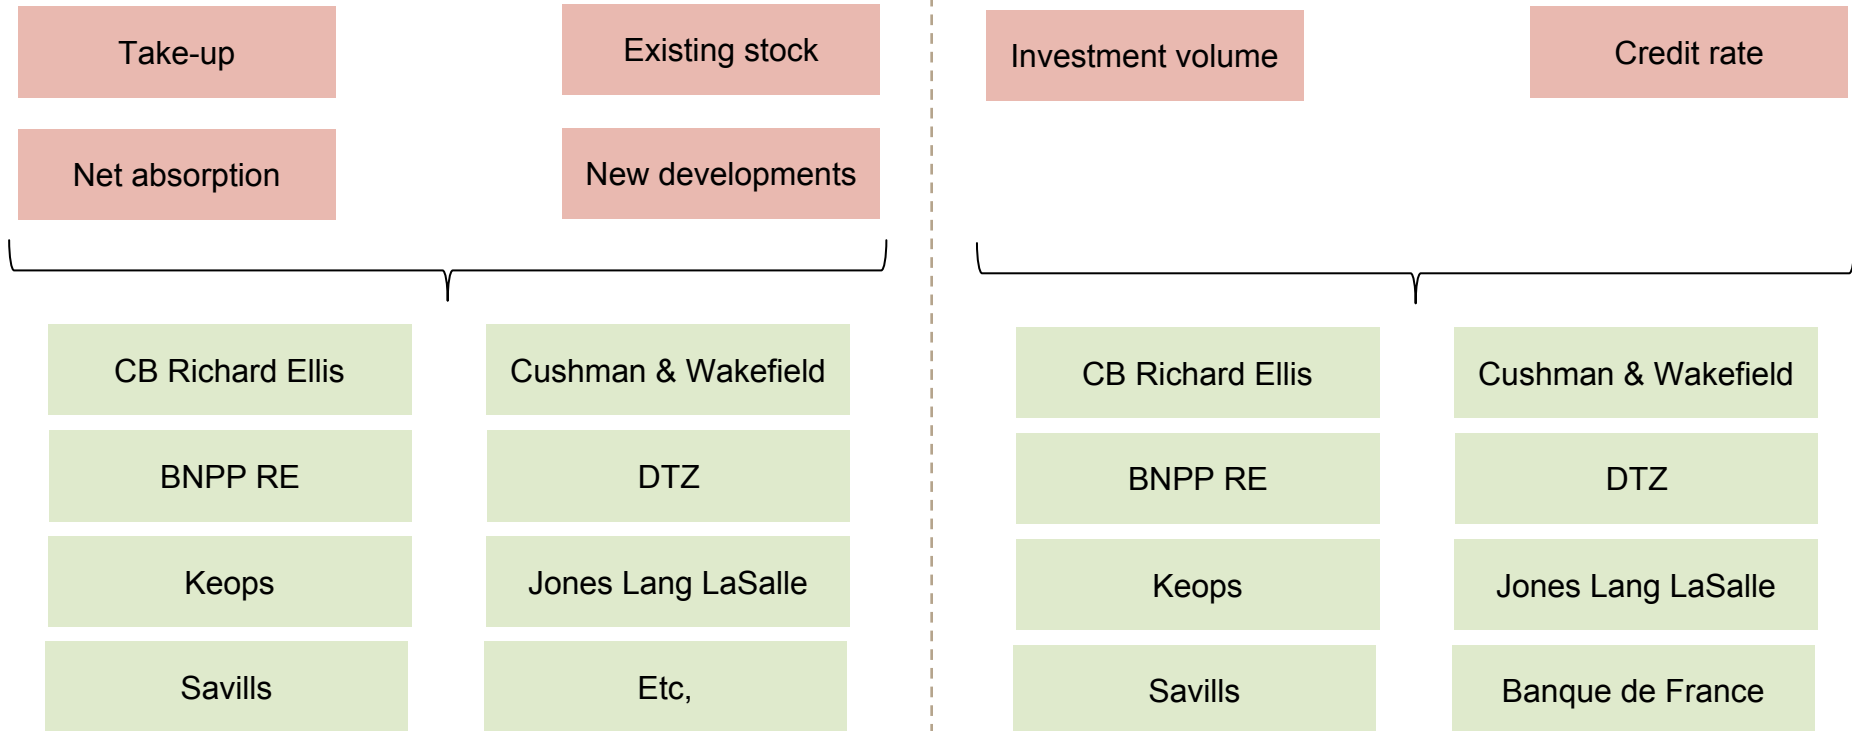 Take-up
Existing stock
Net absorption
New developments
CB Richard Ellis
Cushman & Wakefield
BNPP RE
DTZ
Keops
Jones Lang LaSalle
Savills
Etc,
Investment volume
Credit rate
CB Richard Ellis
Cushman & Wakefield
BNPP RE
DTZ
Keops
Jones Lang LaSalle
Savills
Banque de France